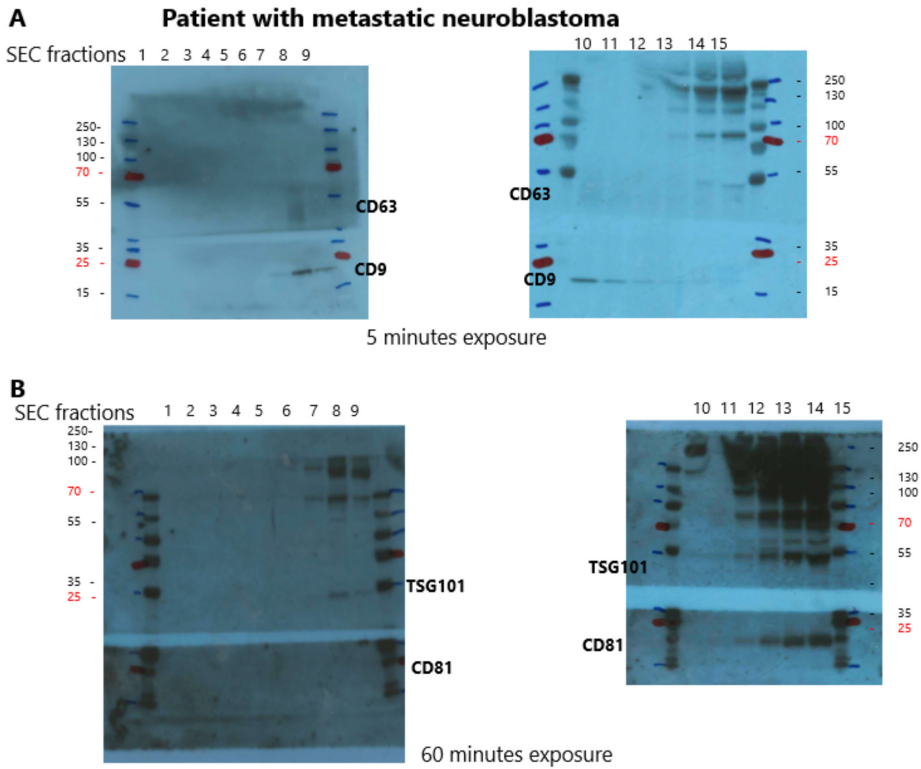 A Patient with metastatic neuroblastoma
SEC fractions 1 2 3 4 5 6 7 8 9
10 11 12 13 14 15
250-
130 -
100 -
70 -
55 -
35 -
25 -
15 -
CD63
CD9
CD63
CD9
- 250
- 130
- 100
- 70
- 55
- 35
- 25
- 15
5 minutes exposure
B
SEC fractions 1 2 3 4 5 6 7 8 9
10 11 12 13 14 15
250-
130 -
100 -
70 -
55 -
35 -
25 -
TSG101
CD81
TSG101
CD81
- 250
- 130
- 100
- 70
- 55
-
- 35
25
60 minutes exposure